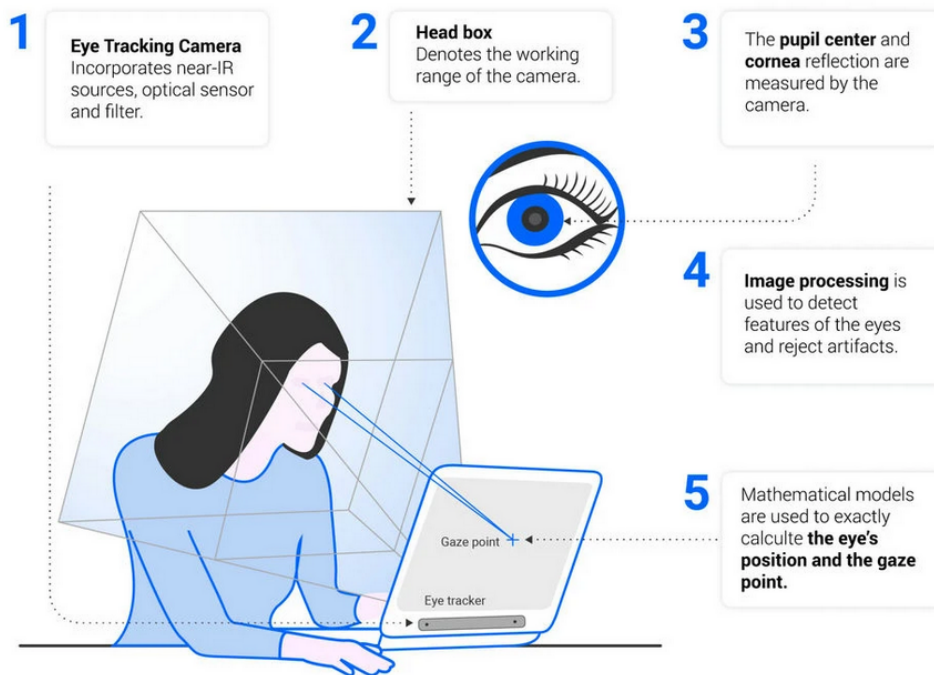 1
Eye Tracking Camera
Incorporates near-IR
sources, optical sensor
and filter.
2
Head box
Denotes the working
range of the camera.
3
The pupil center and
cornea reflection are
measured by the
camera.
4
Image processing is
used to detect
features of the eyes
and reject artifacts.
5
Mathematical models
are used to exactly
calculte the eye's
position and the gaze
point.
Gaze point
Eye tracker